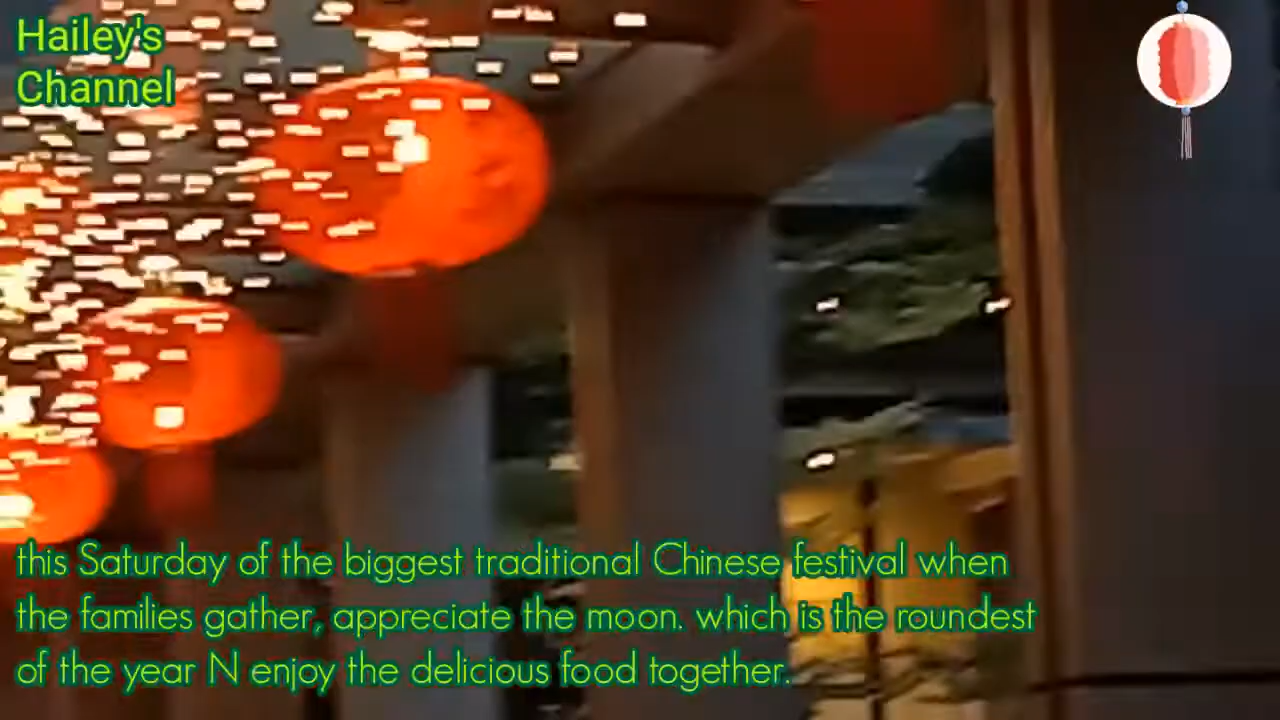 Hailey's
Channel
this Saturday of the biggest traditional Chinese festival when
the families gather, appreciate the moon. which is the roundest
of the year N enjoy the delicious food together.